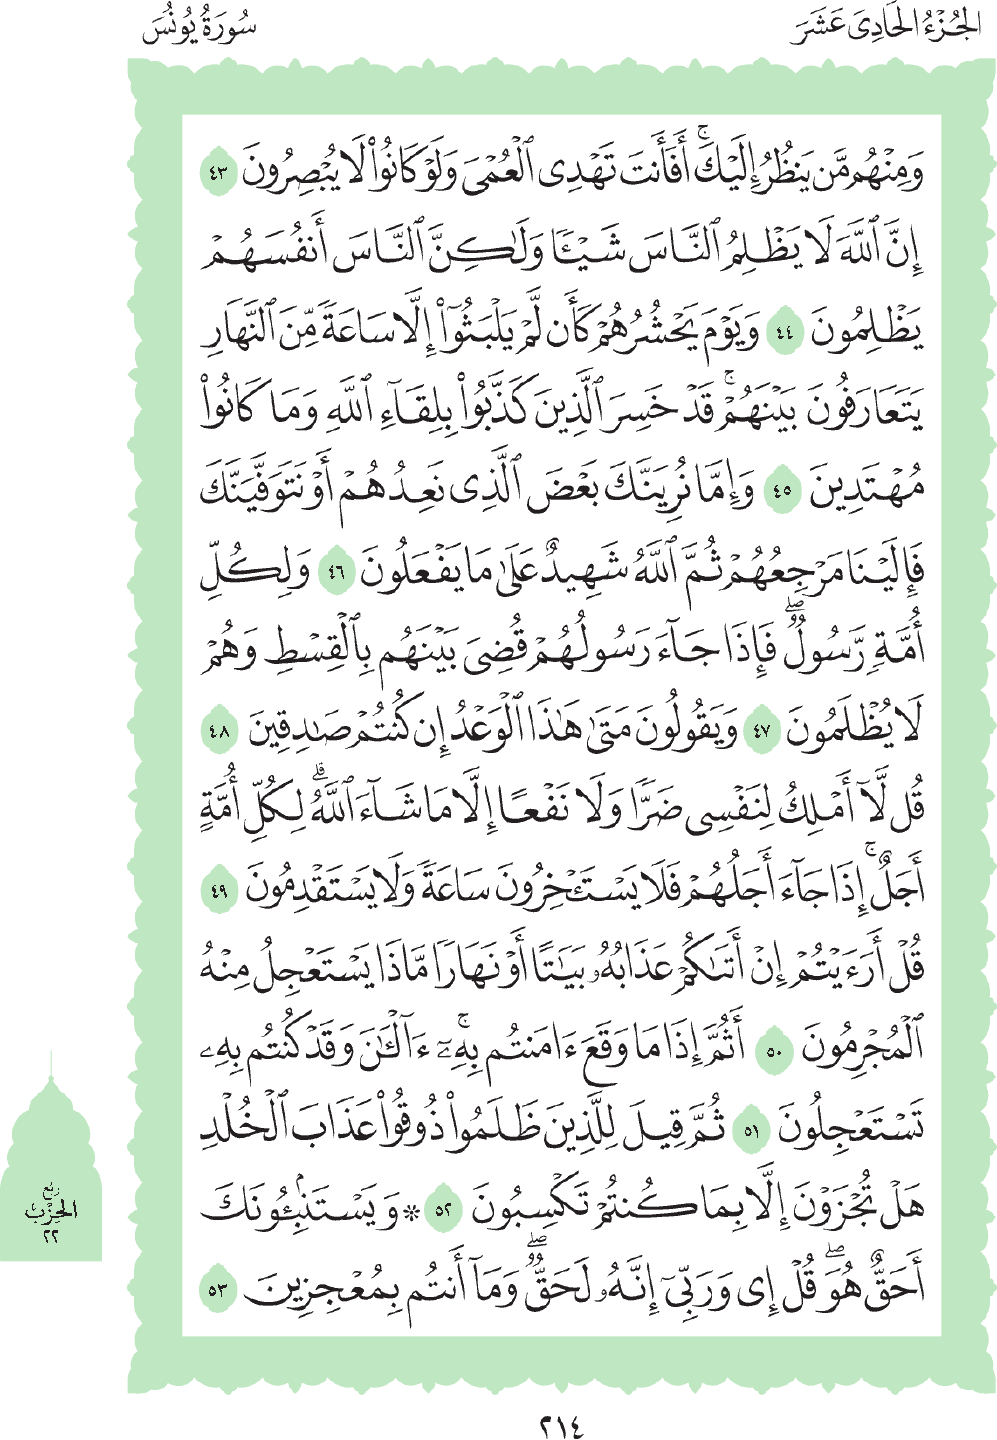 الجُزْءُ الحَادِىَ عَشَرَ
سُورَةُ يُونُسَ
وَمِنْهُم مَّن يَنظُرُ إِلَيْكَۚ أَفَأَنتَ تَهْدِى ٱلْعُمْىَ وَلَوْ كَانُوا۟ لَا يُبْصِرُونَ ٤٣
إِنَّ ٱللَّهَ لَا يَظْلِمُ ٱلنَّاسَ شَيْـًٔا وَلَٰكِنَّ ٱلنَّاسَ أَنفُسَهُمْ
يَظْلِمُونَ ٤٤ وَيَوْمَ يَحْشُرُهُمْ كَأَن لَّمْ يَلْبَثُوٓا۟ إِلَّا سَاعَةً مِّنَ ٱلنَّهَارِ
يَتَعَارَفُونَ بَيْنَهُمْۚ قَدْ خَسِرَ ٱلَّذِينَ كَذَّبُوا۟ بِلِقَآءِ ٱللَّهِ وَمَا كَانُوا۟
مُهْتَدِينَ ٤٥ وَإِمَّا نُرِيَنَّكَ بَعْضَ ٱلَّذِى نَعِدُهُمْ أَوْ نَتَوَفَّيَنَّكَ
فَإِلَيْنَا مَرْجِعُهُمْ ثُمَّ ٱللَّهُ شَهِيدٌ عَلَىٰ مَا يَفْعَلُونَ ٤٦ وَلِكُلِّ
أُمَّةٍ رَّسُولٌۖ فَإِذَا جَآءَ رَسُولُهُمْ قُضِىَ بَيْنَهُم بِٱلْقِسْطِ وَهُمْ
لَا يُظْلَمُونَ ٤٧ وَيَقُولُونَ مَتَىٰ هَٰذَا ٱلْوَعْدُ إِن كُنتُمْ صَٰدِقِينَ ٤٨
قُل لَّآ أَمْلِكُ لِنَفْسِى ضَرًّا وَلَا نَفْعًا إِلَّا مَا شَآءَ ٱللَّهُۗ لِكُلِّ أُمَّةٍ
أَجَلٌۚ إِذَا جَآءَ أَجَلُهُمْ فَلَا يَسْتَـْٔخِرُونَ سَاعَةً وَلَا يَسْتَقْدِمُونَ ٤٩
قُلْ أَرَءَيْتُمْ إِنْ أَتَىٰكُمْ عَذَابُهُۥ بَيَٰتًا أَوْ نَهَارًا مَّاذَا يَسْتَعْجِلُ مِنْهُ
ٱلْمُجْرِمُونَ ٥٠ أَثُمَّ إِذَا مَا وَقَعَ ءَامَنتُم بِهِۦٓۚ ءَآلْـَٰٔنَ وَقَدْ كُنتُم بِهِۦ
تَسْتَعْجِلُونَ ٥١ ثُمَّ قِيلَ لِلَّذِينَ ظَلَمُوا۟ ذُوقُوا۟ عَذَابَ ٱلْخُلْدِ
هَلْ تُجْزَوْنَ إِلَّا بِمَا كُنتُمْ تَكْسِبُونَ ٥٢ ۞ وَيَسْتَنۢبِـُٔونَكَ
أَحَقٌّ هُوَۖ قُلْ إِى وَرَبِّىٓ إِنَّهُۥ لَحَقٌّۖ وَمَآ أَنتُم بِمُعْجِزِينَ ٥٣
ربع
الحزب
٢٢
٢١٤